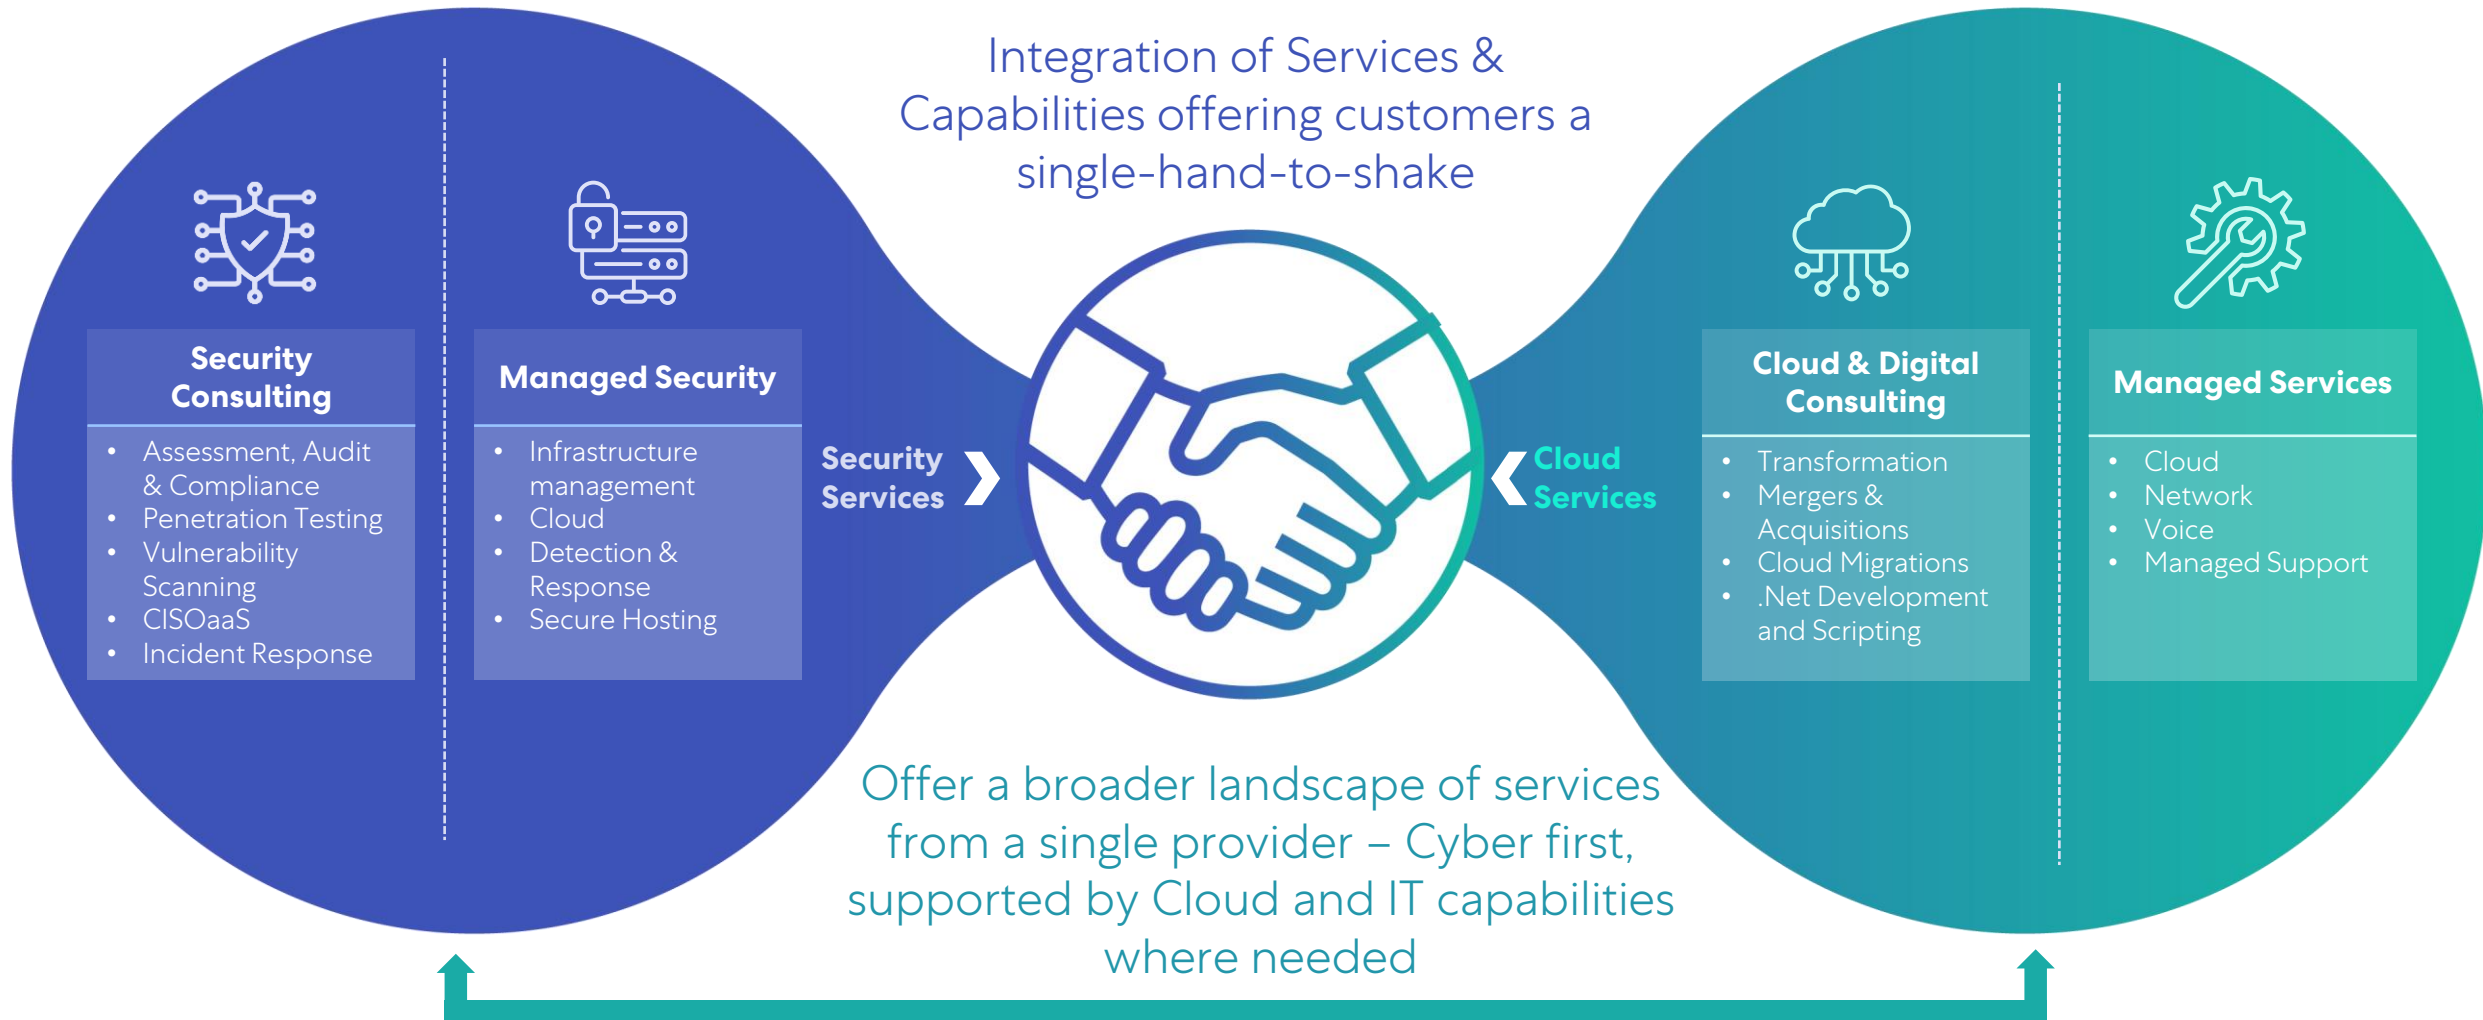 Integration of Services &
Capabilities offering customers a
single-hand-to-shake
Security
Consulting
• Assessment, Audit
& Compliance
• Penetration Testing
• Vulnerability
Scanning
• CISOaaS
• Incident Response
Managed Security
• Infrastructure
management
• Cloud
• Detection &
Response
• Secure Hosting
Security
Services
Cloud
Services
Cloud & Digital
Consulting
• Transformation
• Mergers &
Acquisitions
• Cloud Migrations
• .Net Development
and Scripting
Managed Services
• Cloud
• Network
• Voice
• Managed Support
Offer a broader landscape of services
from a single provider – Cyber first,
supported by Cloud and IT capabilities
where needed